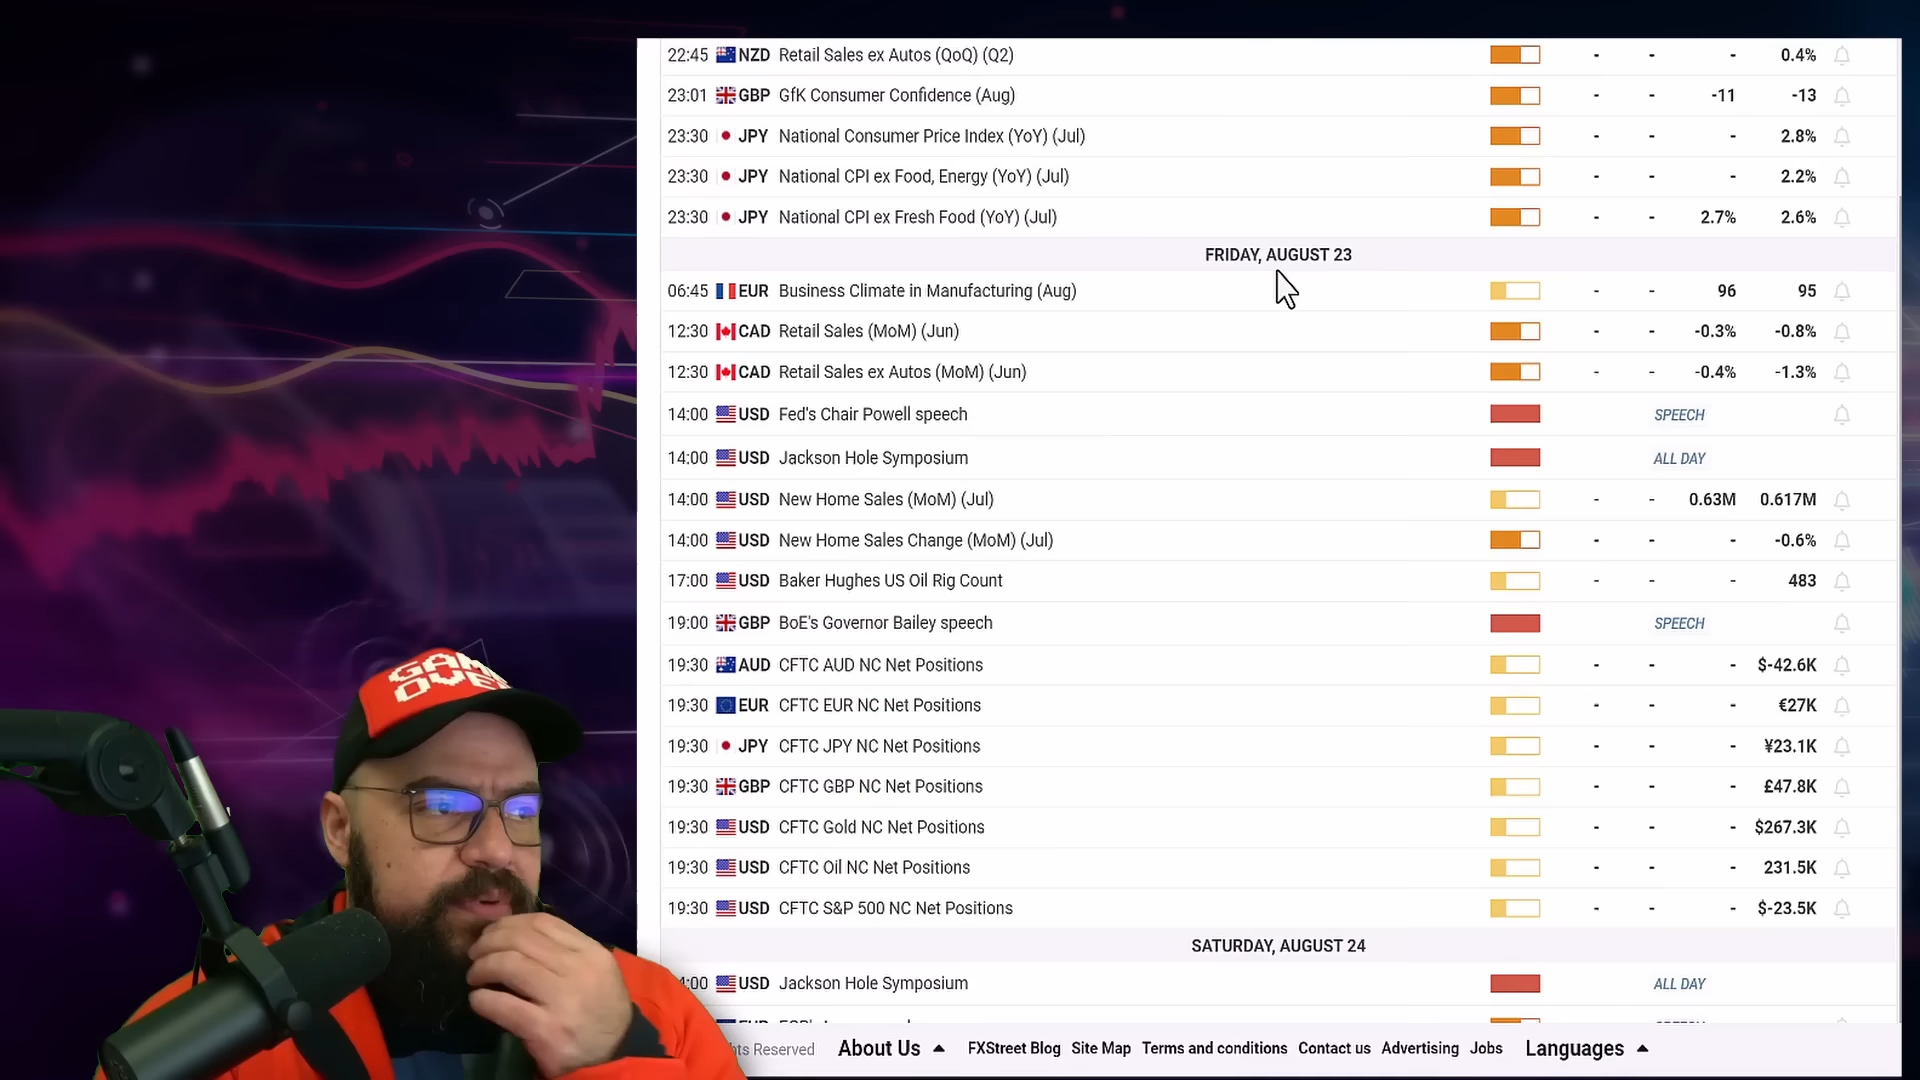 22:45 NZD Retail Sales ex Autos (QoQ) (Q2) - - - 0.4%
23:01 GBP GfK Consumer Confidence (Aug) - - -11 -13
23:30 JPY National Consumer Price Index (YoY) (Jul) - - - 2.8%
23:30 JPY National CPI ex Food, Energy (YoY) (Jul) - - - 2.2%
23:30 JPY National CPI ex Fresh Food (YoY) (Jul) - - 2.7% 2.6%
FRIDAY, AUGUST 23
06:45 EUR Business Climate in Manufacturing (Aug) - - 96 95
12:30 CAD Retail Sales (MoM) (Jun) - - -0.3% -0.8%
12:30 CAD Retail Sales ex Autos (MoM) (Jun) - - -0.4% -1.3%
14:00 USD Fed's Chair Powell speech SPEECH
14:00 USD Jackson Hole Symposium ALL DAY
14:00 USD New Home Sales (MoM) (Jul) - - 0.63M 0.617M
14:00 USD New Home Sales Change (MoM) (Jul) - - - -0.6%
17:00 USD Baker Hughes US Oil Rig Count - - - 483
19:00 GBP BoE's Governor Bailey speech SPEECH
19:30 AUD CFTC AUD NC Net Positions - - - $-42.6K
19:30 EUR CFTC EUR NC Net Positions - - - €27K
19:30 JPY CFTC JPY NC Net Positions - - - ¥23.1K
19:30 GBP CFTC GBP NC Net Positions - - - £47.8K
19:30 USD CFTC Gold NC Net Positions - - - $267.3K
19:30 USD CFTC Oil NC Net Positions - - - 231.5K
19:30 USD CFTC S&P 500 NC Net Positions - - - $-23.5K
SATURDAY, AUGUST 24
:00 USD Jackson Hole Symposium ALL DAY
Reserved About Us FXStreet Blog Site Map Terms and conditions Contact us Advertising Jobs Languages
GAME
OVER